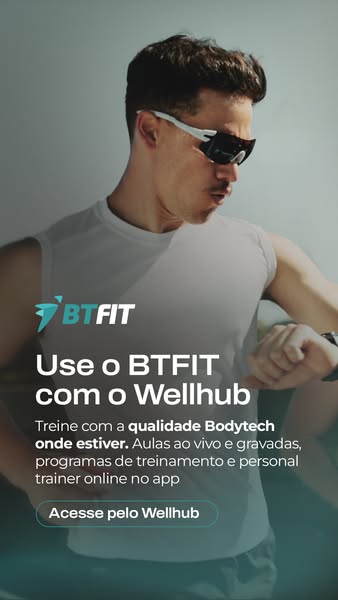 BTFIT
Use o BTFIT
com o Wellhub
Treine com a qualidade Bodytech
onde estiver. Aulas ao vivo e gravadas,
programas de treinamento e personal
trainer online no app
Acesse pelo Wellhub